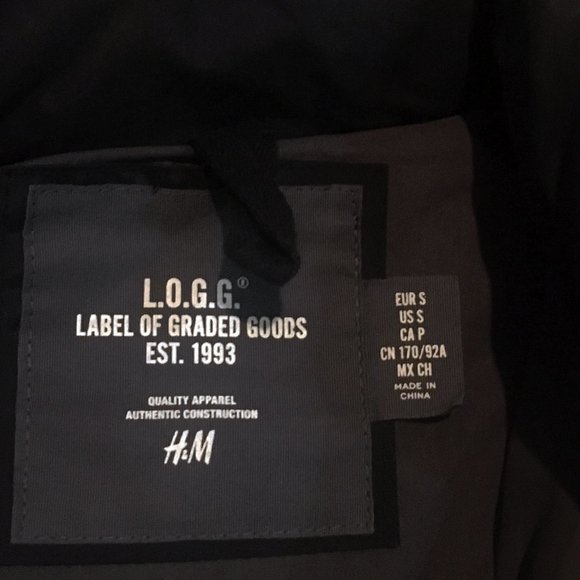 L.O.G.G.®
LABEL OF GRADED GOODS
EST. 1993
QUALITY APPAREL
AUTHENTIC CONSTRUCTION
H&M
EUR S
US S
CA P
CN 170/92A
MX CH
MADE IN
CHINA